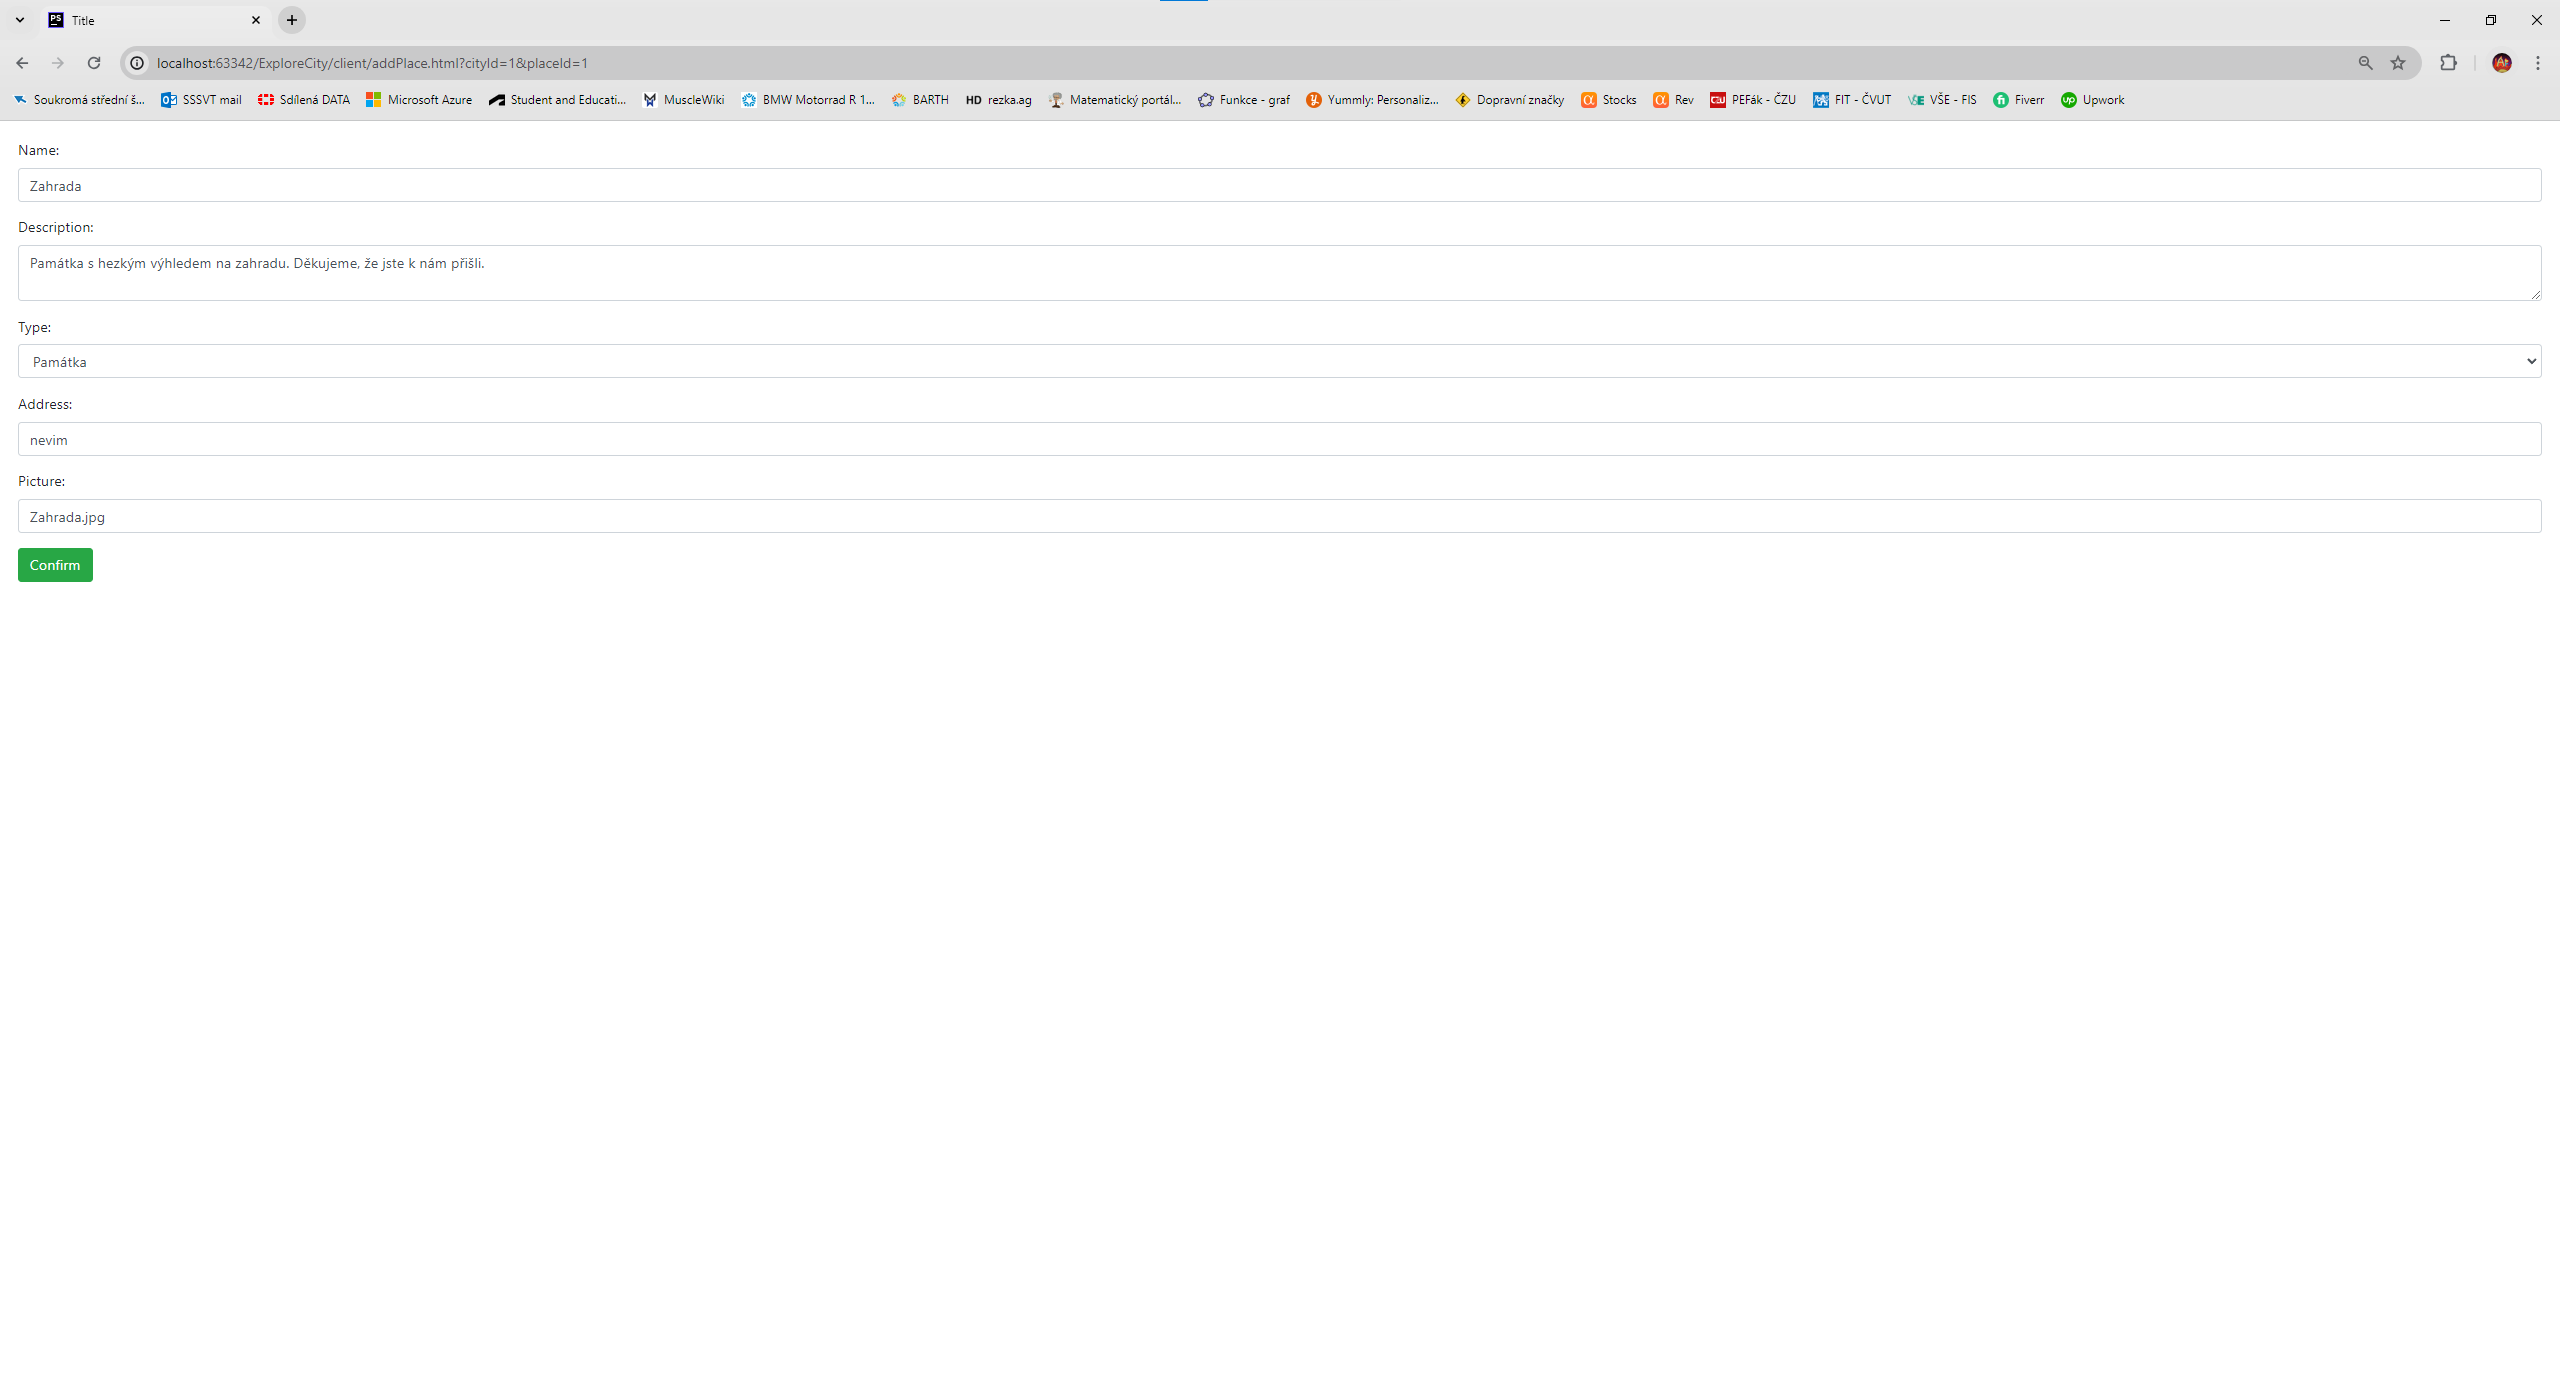 PS Title
localhost:63342/ExploreCity/client/addPlace.html?cityId=1&placeId=1
Soukromá střední š... SSSVT mail Sdílená DATA Microsoft Azure Student and Educati... MuscleWiki BMW Motorrad R 1... BARTH HD rezka.ag Matematický portál... Funkce - graf Yummly: Personaliz... Dopravní značky Stocks Rev PEFák - ČZU FIT - ČVUT VŠE - FIS fi Fiverr up Upwork
Name:
Zahrada
Description:
Památka s hezkým výhledem na zahradu. Děkujeme, že jste k nám přišli.
Type:
Památka
Address:
nevim
Picture:
Zahrada.jpg
Confirm